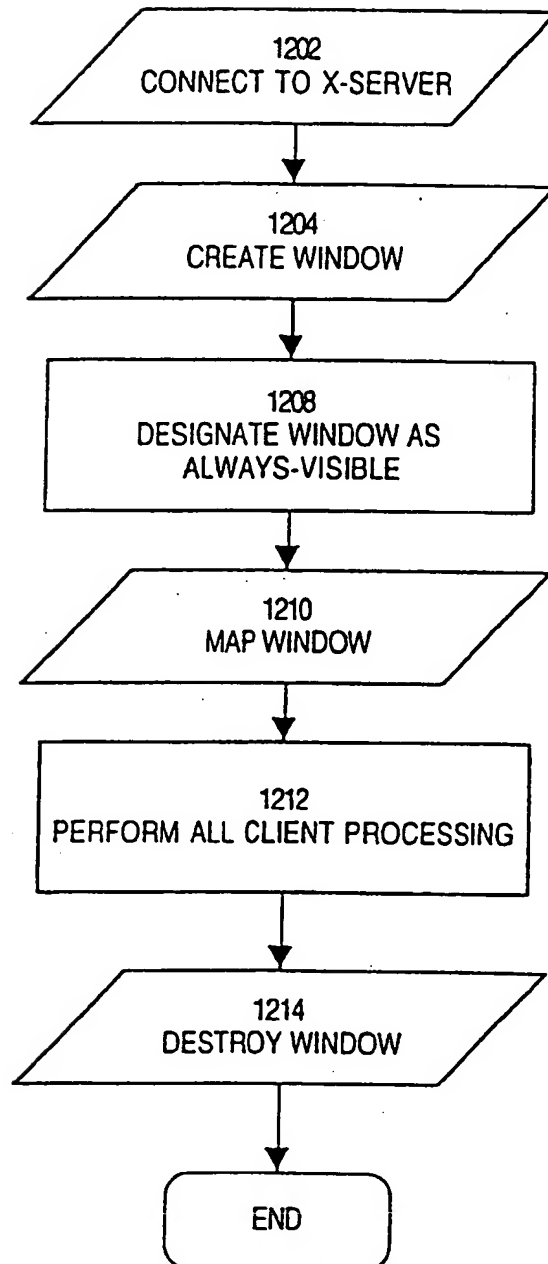 1202
CONNECT TO X-SERVER
1204
CREATE WINDOW
1208
DESIGNATE WINDOW AS
ALWAYS-VISIBLE
1210
MAP WINDOW
1212
PERFORM ALL CLIENT PROCESSING
1214
DESTROY WINDOW
END